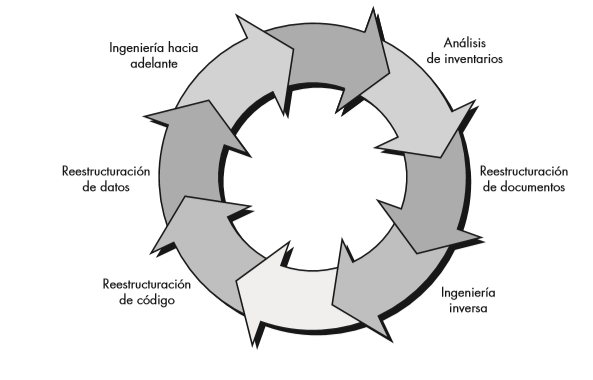 Ingeniería hacia
adelante
Análisis
de inventarios
Reestructuración
de datos
Reestructuración
de documentos
Reestructuración
de código
Ingeniería
inversa